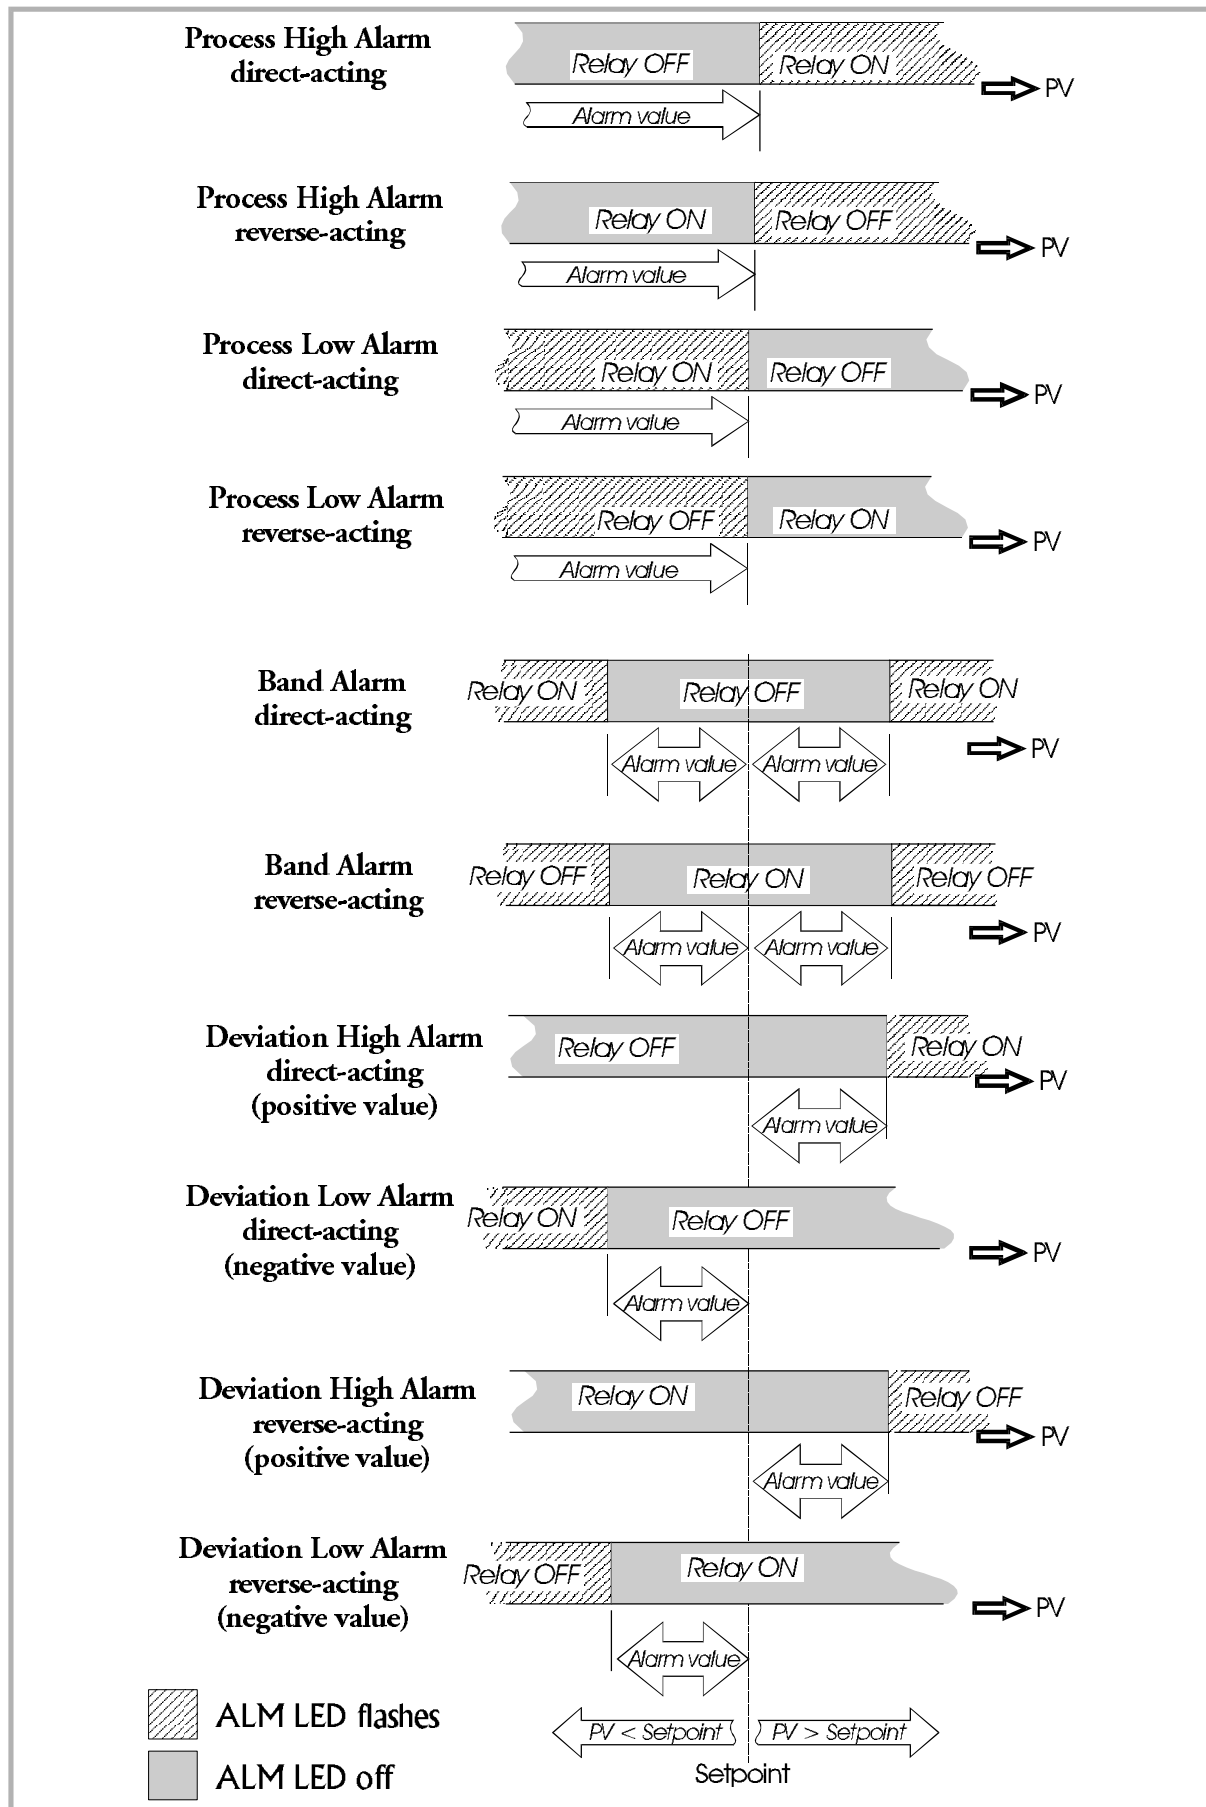 Process High Alarm
direct-acting
Relay OFF
Relay ON
PV
Alarm value
Process High Alarm
reverse-acting
Relay ON
Relay OFF
PV
Alarm value
Process Low Alarm
direct-acting
Relay ON
Relay OFF
PV
Alarm value
Process Low Alarm
reverse-acting
Relay OFF
Relay ON
PV
Alarm value
Band Alarm
direct-acting
Relay ON
Relay OFF
Relay ON
PV
Alarm value
Alarm value
Band Alarm
reverse-acting
Relay OFF
Relay ON
Relay OFF
PV
Alarm value
Alarm value
Deviation High Alarm
direct-acting
(positive value)
Relay OFF
Relay ON
PV
Alarm value
Deviation Low Alarm
direct-acting
(negative value)
Relay ON
Relay OFF
PV
Alarm value
Deviation High Alarm
reverse-acting
(positive value)
Relay ON
Relay OFF
PV
Alarm value
Deviation Low Alarm
reverse-acting
(negative value)
Relay OFF
Relay ON
PV
Alarm value
ALM LED flashes
ALM LED off
PV < Setpoint
PV > Setpoint
Setpoint